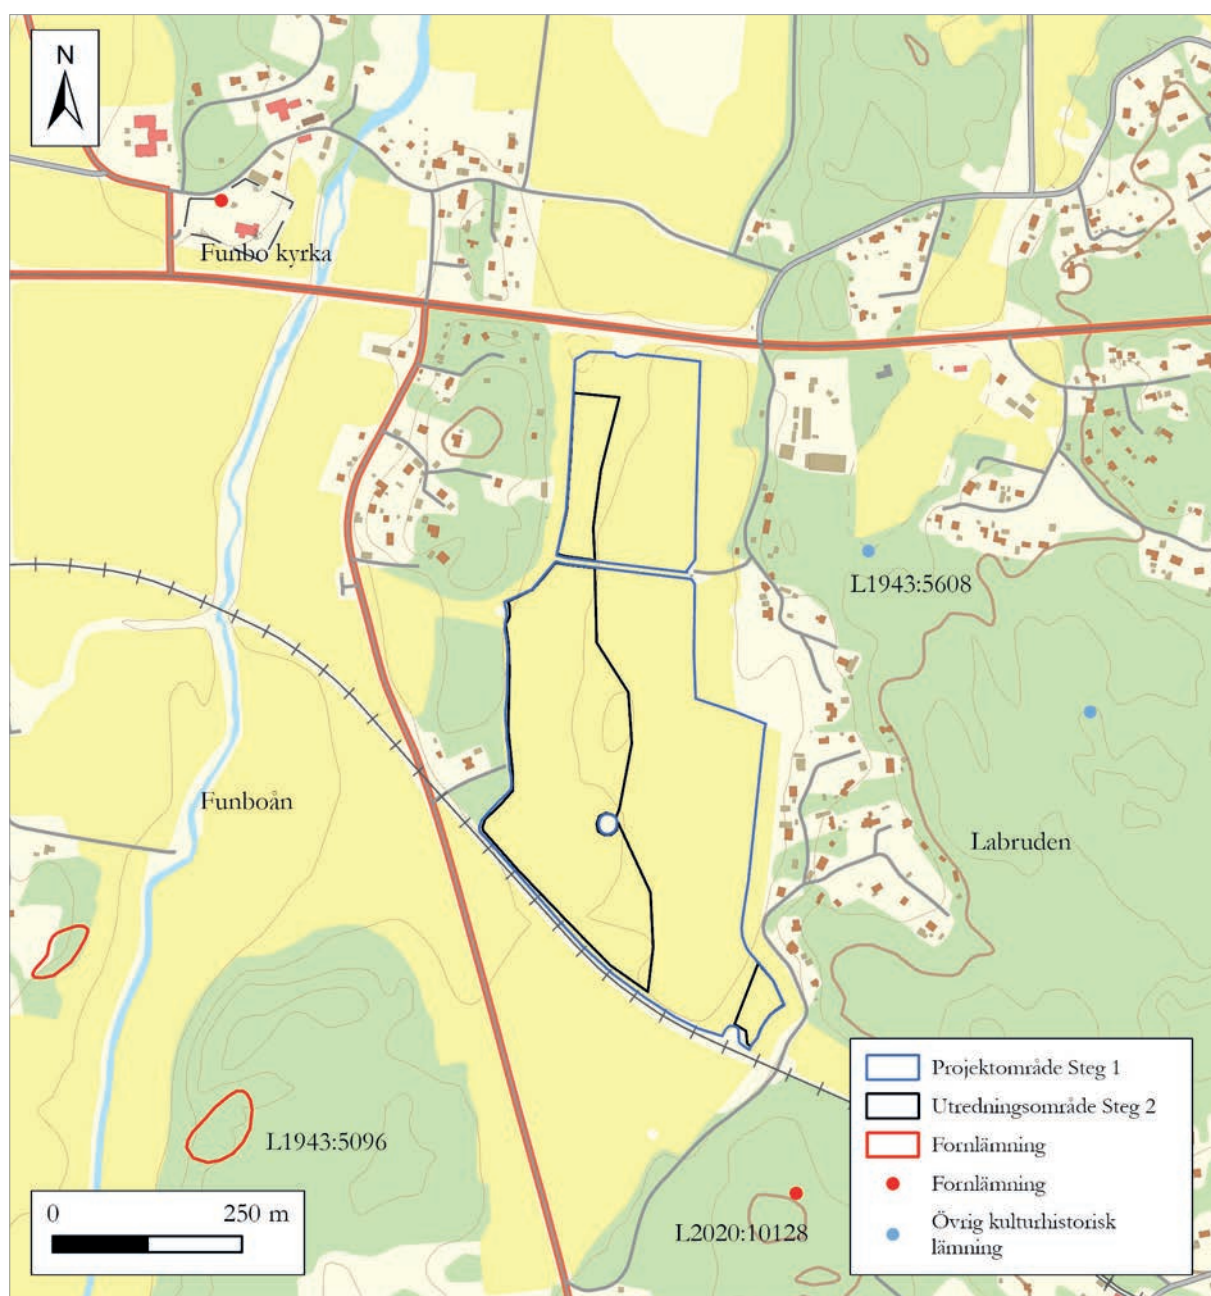 N
Funbo kyrka
L1943:5608
Funboån
Labruden
L1943:5096
L2020:10128
0 250 m
Projektområde Steg 1
Utredningsområde Steg 2
Fornlämning
Fornlämning
Övrig kulturhistorisk
lämning